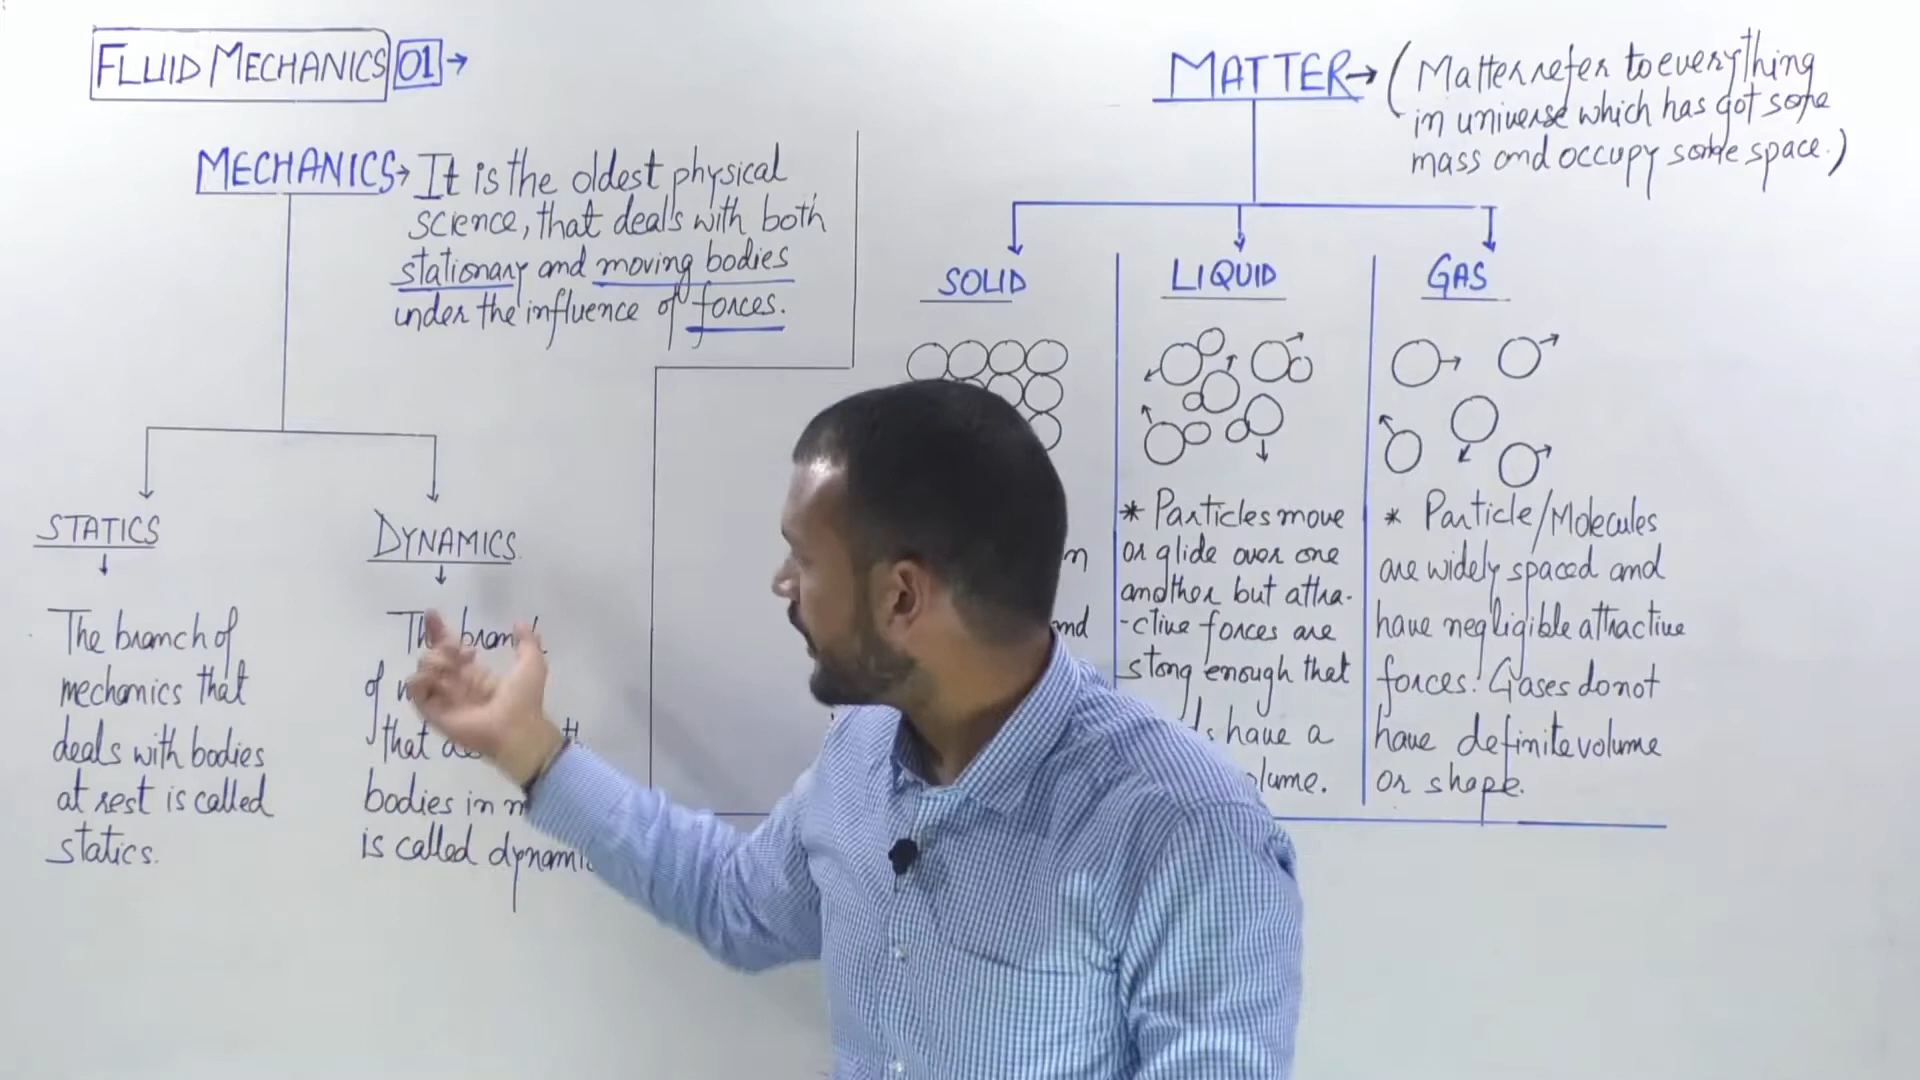 FLUID MECHANICS 01 →
MECHANICS → It is the oldest physical
science, that deals with both
stationary and moving bodies
under the influence of forces.
STATICS
The branch of
mechanics that
deals with bodies
at rest is called
statics.
DYNAMICS
The branch
of
that
bodies in
is called
MATTER → (Matter refer to everything
in universe which has got some
mass and occupy some space.)
SOLID
LIQUID
* Particles move
or glide over one
another but attra-
-ctive forces are
stong enough that
have a
GAS
* Particle/Molecules
are widely spaced and
have negligible attractive
forces. Gases donot
have definite volume
or shape.